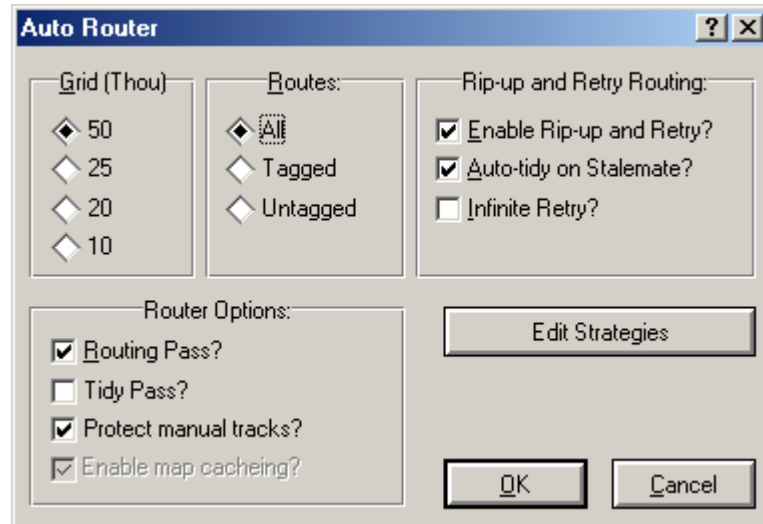 Auto Router
Grid (Thou)
50
25
20
10
Routes:
All
Tagged
Untagged
Rip-up and Retry Routing:
Enable Rip-up and Retry?
Auto-tidy on Stalemate?
Infinite Retry?
Router Options:
Routing Pass?
Tidy Pass?
Protect manual tracks?
Enable map cacheing?
Edit Strategies
OK
Cancel